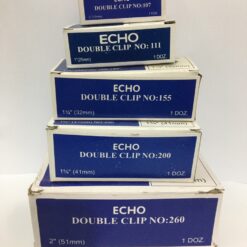 DOUBLE CLIP NO:107
1 DOZ.
ECHO
DOUBLE CLIP NO: 111
1"(25mm) 1 DOZ.
ECHO
DOUBLE CLIP NO:155
1¼" (32mm) 1 DOZ.
ECHO
DOUBLE CLIP NO:200
1⅝" (41mm) 1 DOZ.
ECHO
DOUBLE CLIP NO:260
2" (51mm) 1 DOZ.